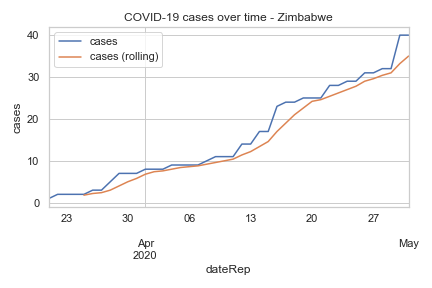 COVID-19 cases over time - Zimbabwe
cases
cases (rolling)
40
30
20
10
0
cases
23
30
06
13
20
27
Apr
2020
May
dateRep